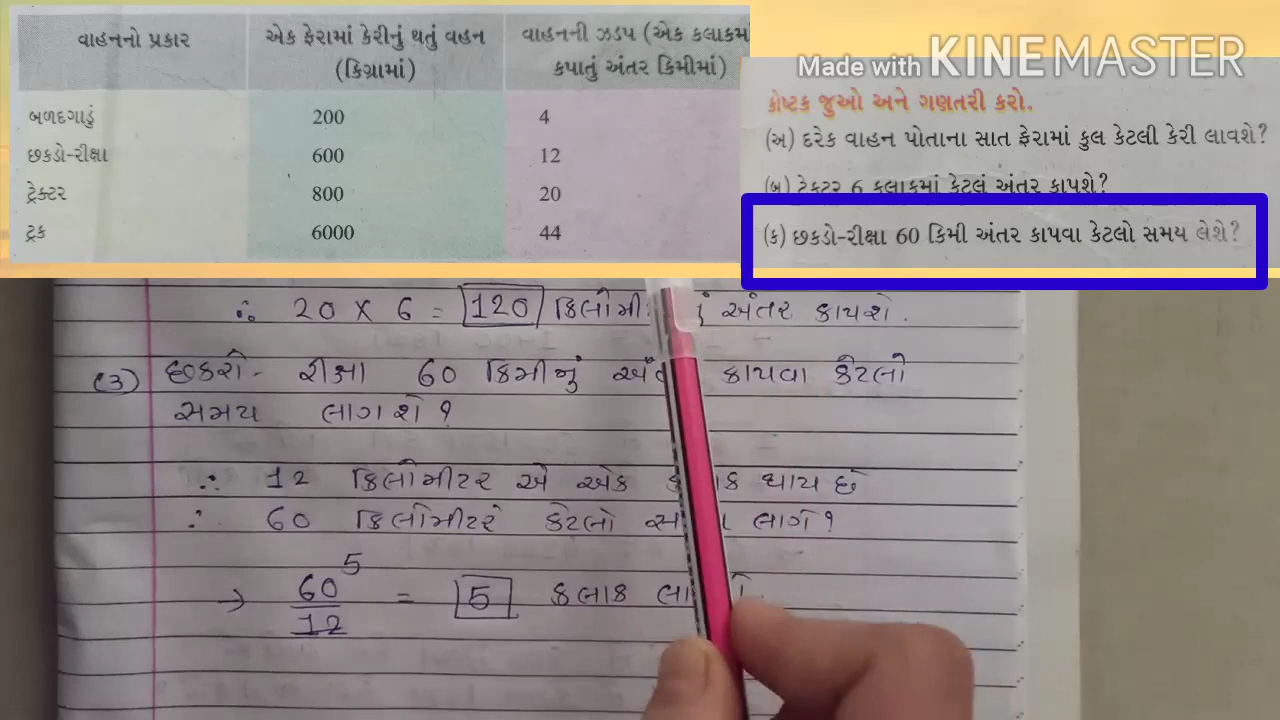 વાહનનો પ્રકાર
એક ફેરામાં કેરીનું થતું વહન (કિગ્રામાં)
વાહનની ઝડપ (એક કલાકમાં
કપાતું અંતર કિમીમાં)
બળદગાડું 200 4
છકડો-રીક્ષા 600 12
ટ્રેક્ટર 800 20
ટ્રક 6000 44
Made with KINEMASTER
કોષ્ટક જુઓ અને ગણતરી કરો.
(અ) દરેક વાહન પોતાના સાત ફેરામાં કુલ કેટલી કેરી લાવશે?
(બ) ટ્રેક્ટર 6 કલાકમાં કેટલું અંતર કાપશે?
(ક) છકડો-રીક્ષા 60 કિમી અંતર કાપવા કેટલો સમય લેશે?
∴ 20 X 6 = 120 અંતર કાપશે.
(૩) છકડો- રીક્ષા 60 કિમીનું કાપવા કેટલો
સમય લાગશે?
∴ 12 કિલોમીટર એ એક થાય છે
∴ 60 કિલોમીટરે કેટલો લાગે?
→ 60/12 5 = 5 કલાક